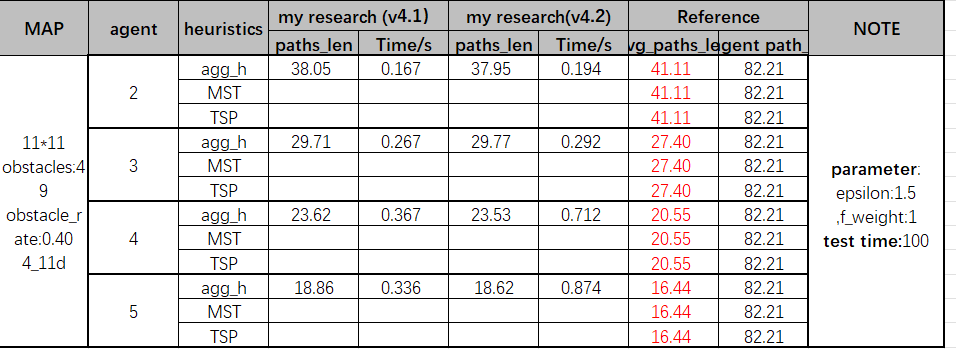 MAP agent heuristics my research (v4.1) my research(v4.2) Reference NOTE
paths_len Time/s paths_len Time/s vg_paths_le gent path_
11*11
obstacles:4
9
obstacle_r
ate:0.40
4_11d
2
agg_h 38.05 0.167 37.95 0.194 41.11 82.21
MST 41.11 82.21
TSP 41.11 82.21
3
agg_h 29.71 0.267 29.77 0.292 27.40 82.21
MST 27.40 82.21
TSP 27.40 82.21
4
agg_h 23.62 0.367 23.53 0.712 20.55 82.21
MST 20.55 82.21
TSP 20.55 82.21
5
agg_h 18.86 0.336 18.62 0.874 16.44 82.21
MST 16.44 82.21
TSP 16.44 82.21
parameter:
epsilon:1.5
,f_weight:1
test time:100